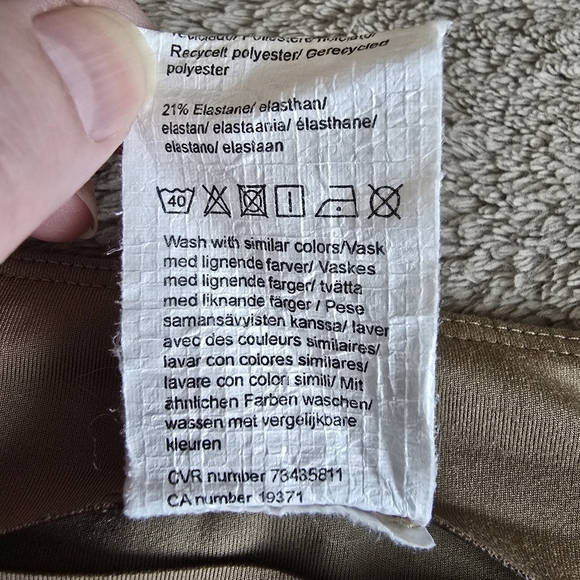 Recycelt polyester/ Gerecycled
polyester
21% Elastane/ elasthan/
elastan/ elastaania/ élasthane/
elastano/ elastaan
40
Wash with similar colors/Vask
med lignende farver/ Vaskes
med lignende farger/ tvätta
med liknande färger / Pese
samansävyisten kanssa/ laver
avec des couleurs similaires/
lavar con colores similares/
lavare con colori simili/ Mit
ähnlichen Farben waschen/
wassen met vergelijkbare
kleuren
CVR number 73435811
CA number 19371